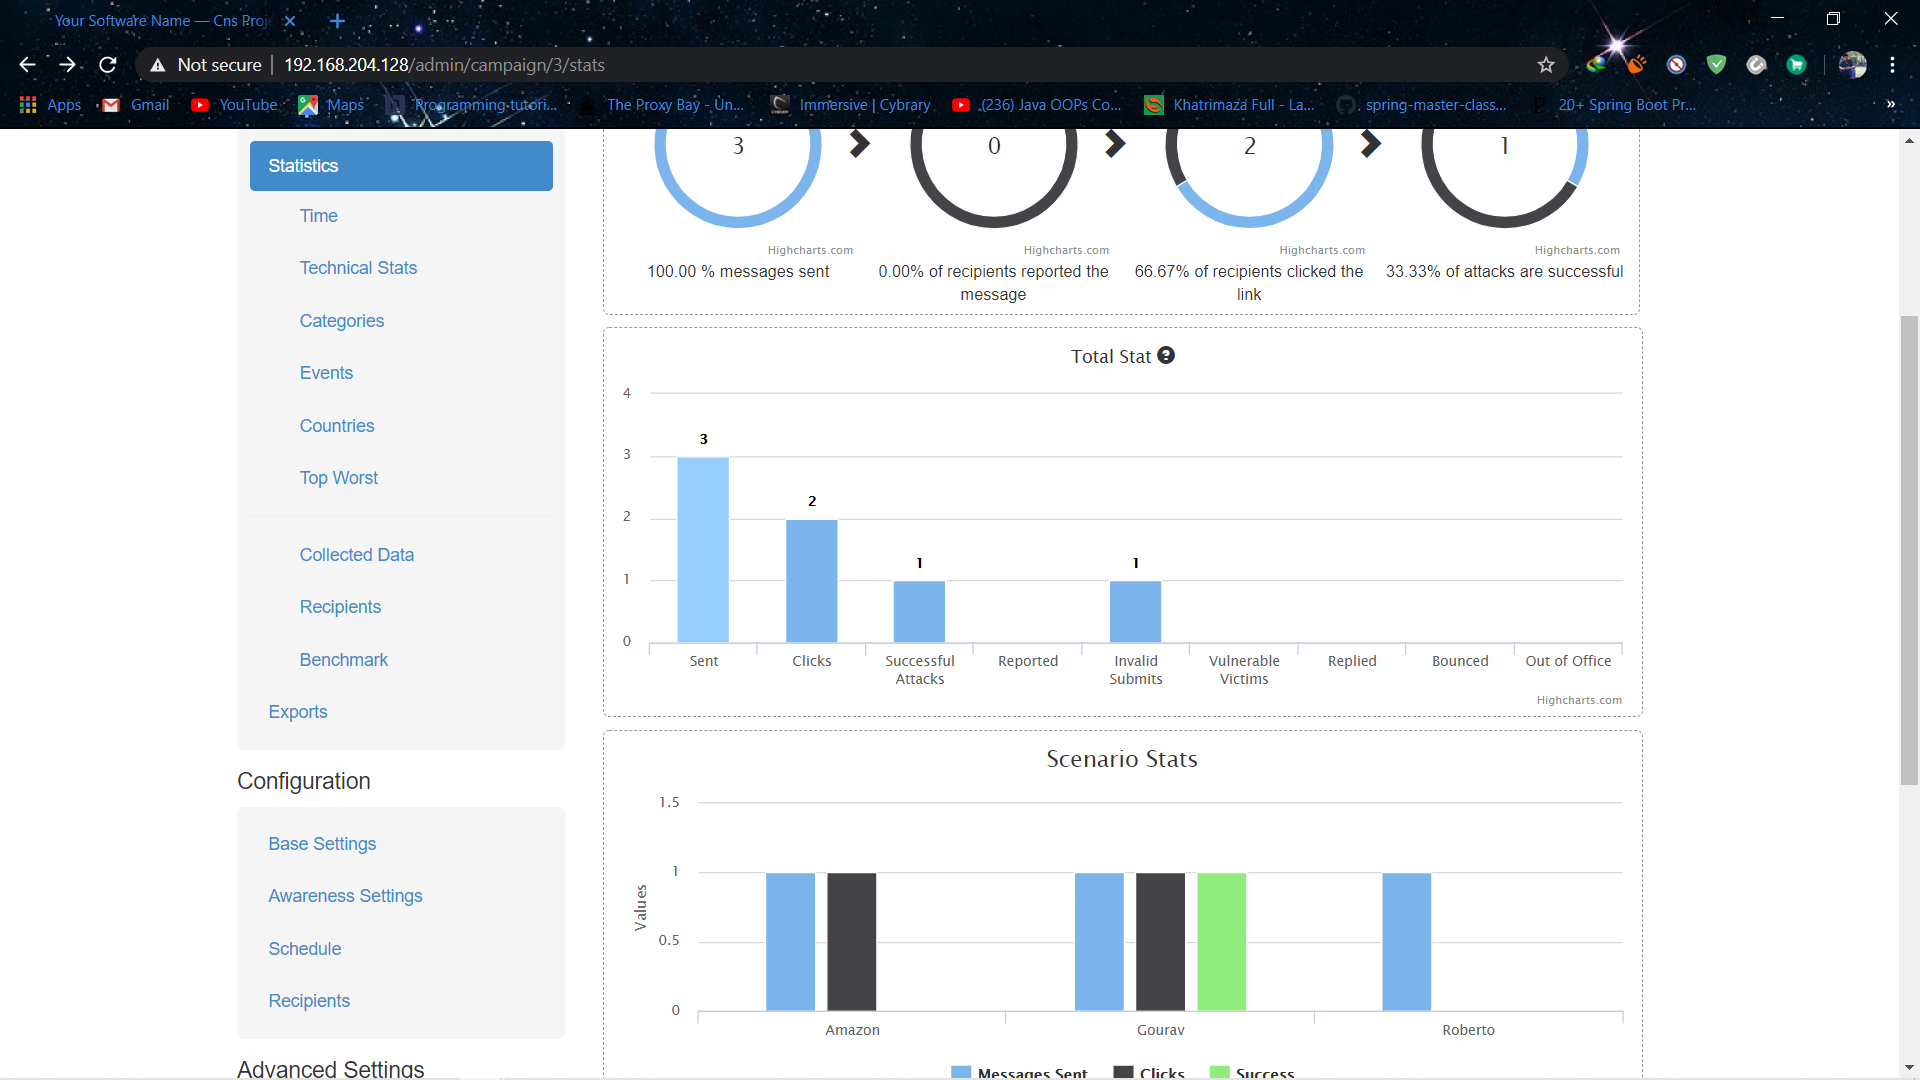 Your Software Name — Cns Proj
Not secure | 192.168.204.128/admin/campaign/3/stats
Apps Gmail YouTube Maps Programming-tutori... The Proxy Bay - Un... Immersive | Cybrary (236) Java OOPs Co... Khatrimaza Full - La... spring-master-class... 20+ Spring Boot Pr... »
Statistics
Time
Technical Stats
Categories
Events
Countries
Top Worst
Collected Data
Recipients
Benchmark
Exports
Configuration
Base Settings
Awareness Settings
Schedule
Recipients
Advanced Settings
3 0 2 1
Highcharts.com Highcharts.com Highcharts.com Highcharts.com
100.00 % messages sent
0.00% of recipients reported the
message
66.67% of recipients clicked the
link
33.33% of attacks are successful
Total Stat ?
4
3
2
1
0
3
2
1
1
Sent
Clicks
Successful
Attacks
Reported
Invalid
Submits
Vulnerable
Victims
Replied
Bounced
Out of Office
Highcharts.com
Scenario Stats
Values
1.5
1
0.5
0
Amazon Gourav Roberto
Messages Sent Clicks Success